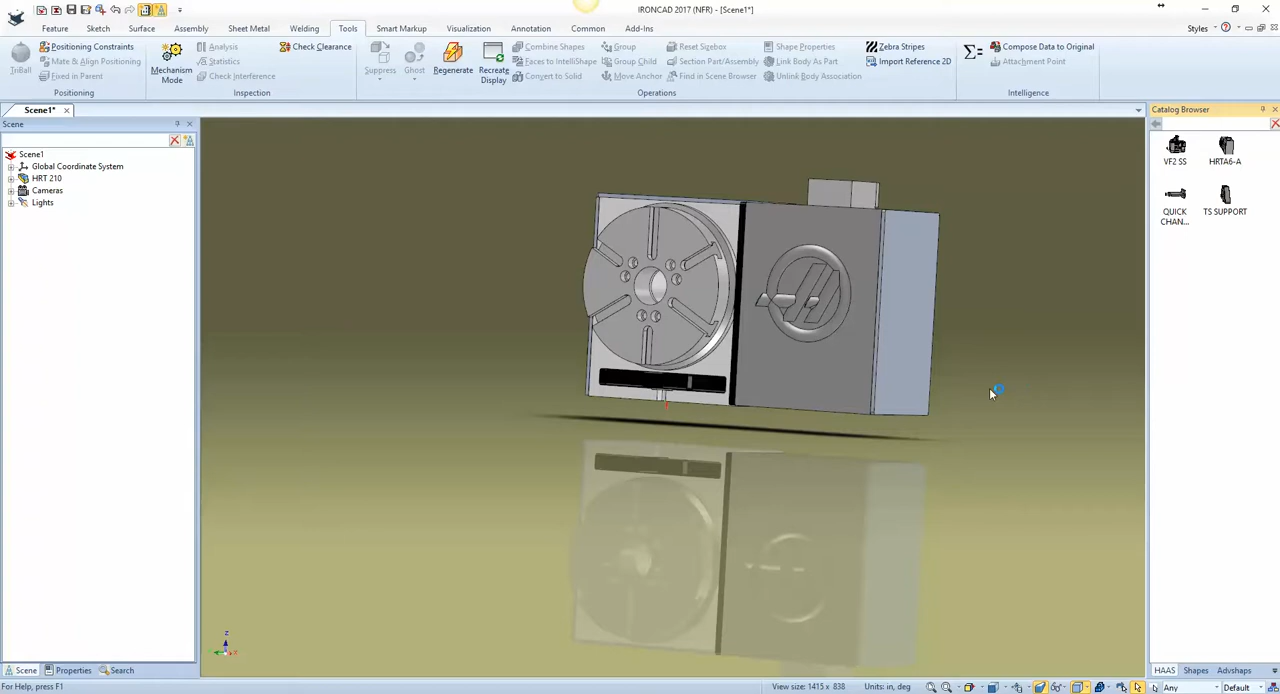 IRONCAD 2017 (NFR) - [Scene1*]
Feature Sketch Surface Assembly Sheet Metal Welding Tools Smart Markup Visualization Annotation Common Add-Ins Styles
TriBall
Positioning Constraints
Mate & Align Positioning
Fixed in Parent
Positioning
Mechanism Mode
Analysis
Statistics
Check Interference
Check Clearance
Inspection
Suppress
Ghost
Regenerate
Recreate Display
Combine Shapes
Faces to IntelliShape
Convert to Solid
Group
Group Child
Move Anchor
Reset Sizebox
Section Part/Assembly
Find in Scene Browser
Shape Properties
Link Body As Part
Unlink Body/Association
Operations
Zebra Stripes
Import Reference 2D
Compose Data to Original
Attachment Point
Intelligence
Scene1*
Scene
Scene1
Global Coordinate System
HRT 210
Cameras
Lights
Catalog Browser
VF2 SS HRTA6-A
QUICK CHAN... TS SUPPORT
z
Scene Properties Search
HAAS Shapes Advshaps
For Help, press F1 View size: 1415 x 838 Units: in, deg Any Default